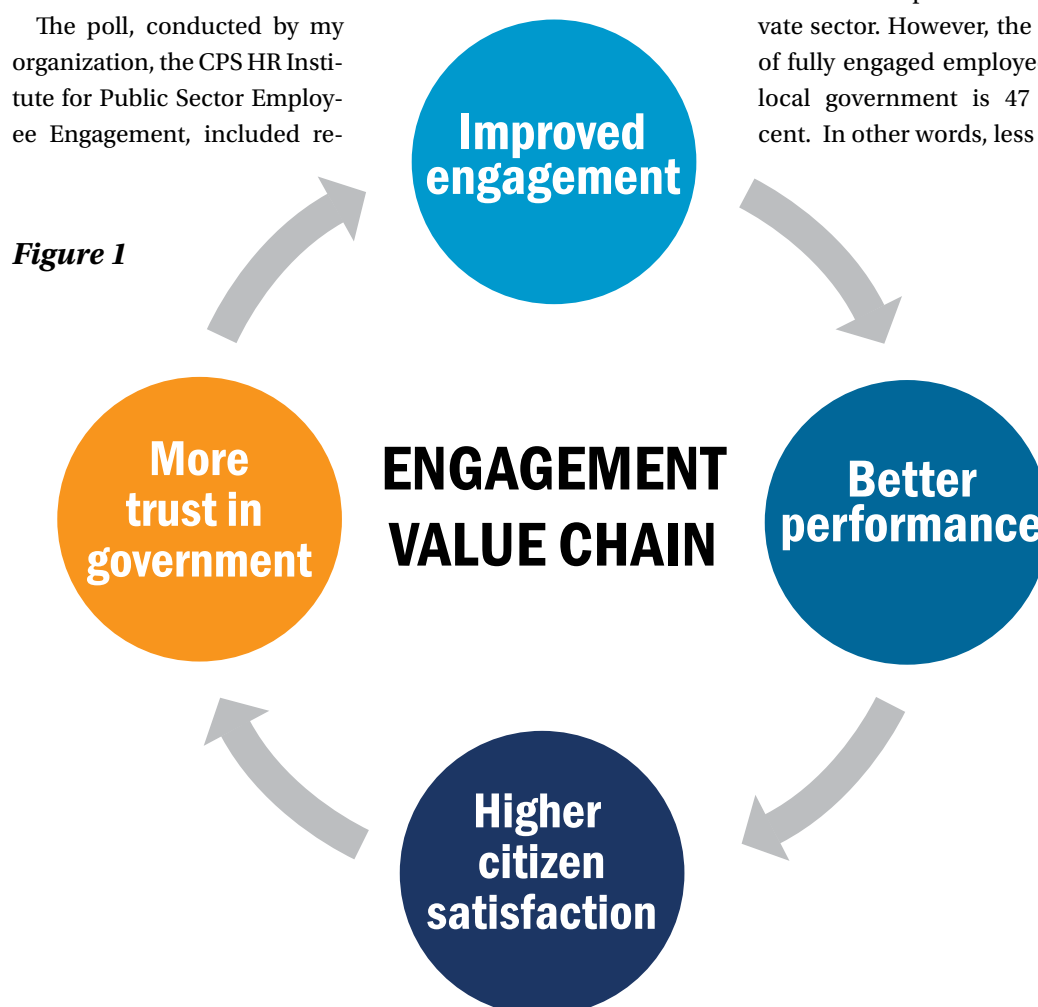 The poll, conducted by my
organization, the CPS HR Insti-
tute for Public Sector Employ-
ee Engagement, included re-
vate sector. However, the
of fully engaged employe
local government is 47
cent. In other words, less
Figure 1
Improved
engagement
Better
performance
Higher
citizen
satisfaction
More
trust in
government
ENGAGEMENT
VALUE CHAIN